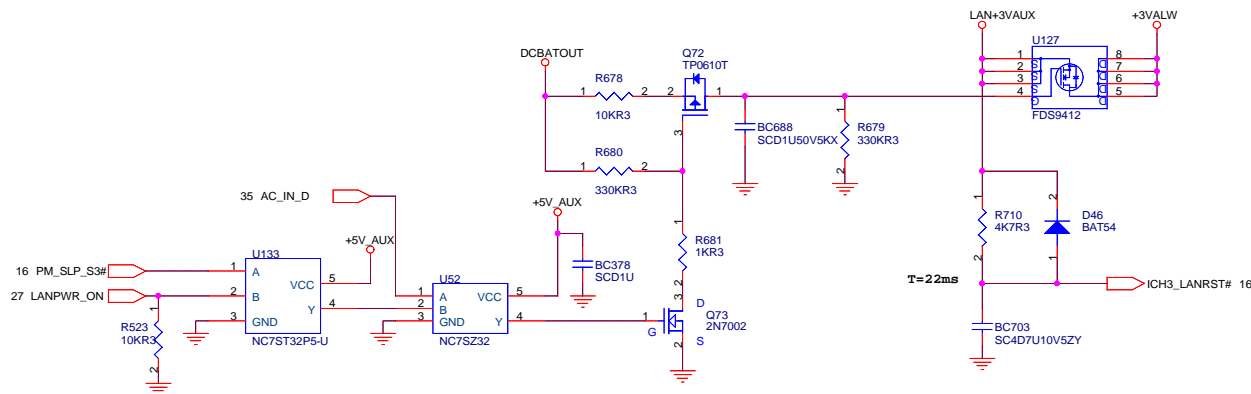 LAN+3VAUX
+3VALW
U127
1
2
3
4
S
S
S
G
D
D
D
D
8
7
6
5
FDS9412
DCBATOUT
Q72
TP0610T
R678
1
2
10KR3
2
1
3
R680
1
2
330KR3
BC688
SCD1U50V5KX
1
R679
330KR3
2
35 AC_IN_D
+5V_AUX
1
R681
1KR3
2
BC378
SCD1U
1
R710
4K7R3
2
2
D46
BAT54
1
+5V_AUX
U133
16 PM_SLP_S3#
1
A
VCC
5
27 LANPWR_ON
2
B
Y
4
3
GND
NC7ST32P5-U
1
R523
10KR3
2
U52
1
A
VCC
5
2
B
3
GND
Y
4
NC7SZ32
3
D
Q73
2N7002
1
G
S
2
T=22ms
ICH3_LANRST# 16
BC703
SC4D7U10V5ZY